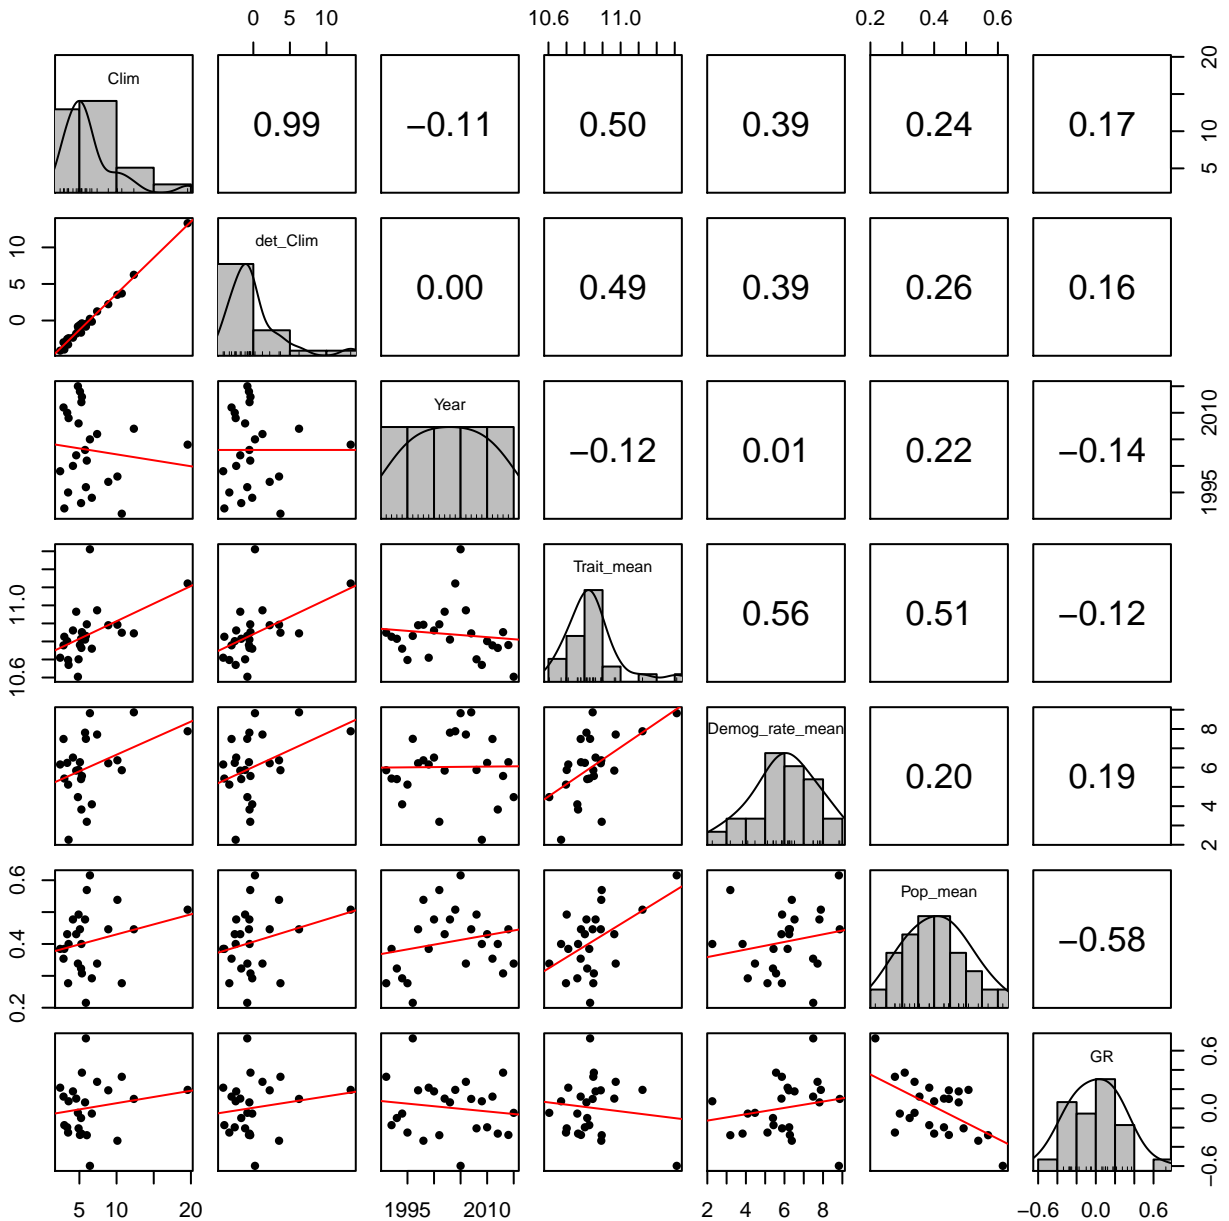 0 5 10 10.6 11.0 0.2 0.4 0.6
Clim 0.99 −0.11 0.50 0.39 0.24 0.17 5 10 20
0 5 10 det_Clim 0.00 0.49 0.39 0.26 0.16
Year −0.12 0.01 0.22 −0.14 1995 2010
10.6 11.0 Trait_mean 0.56 0.51 −0.12
Demog_rate_mean 0.20 0.19 2 4 6 8
0.2 0.4 0.6 Pop_mean −0.58
GR −0.6 0.0 0.6
5 10 20 1995 2010 2 4 6 8 −0.6 0.0 0.6